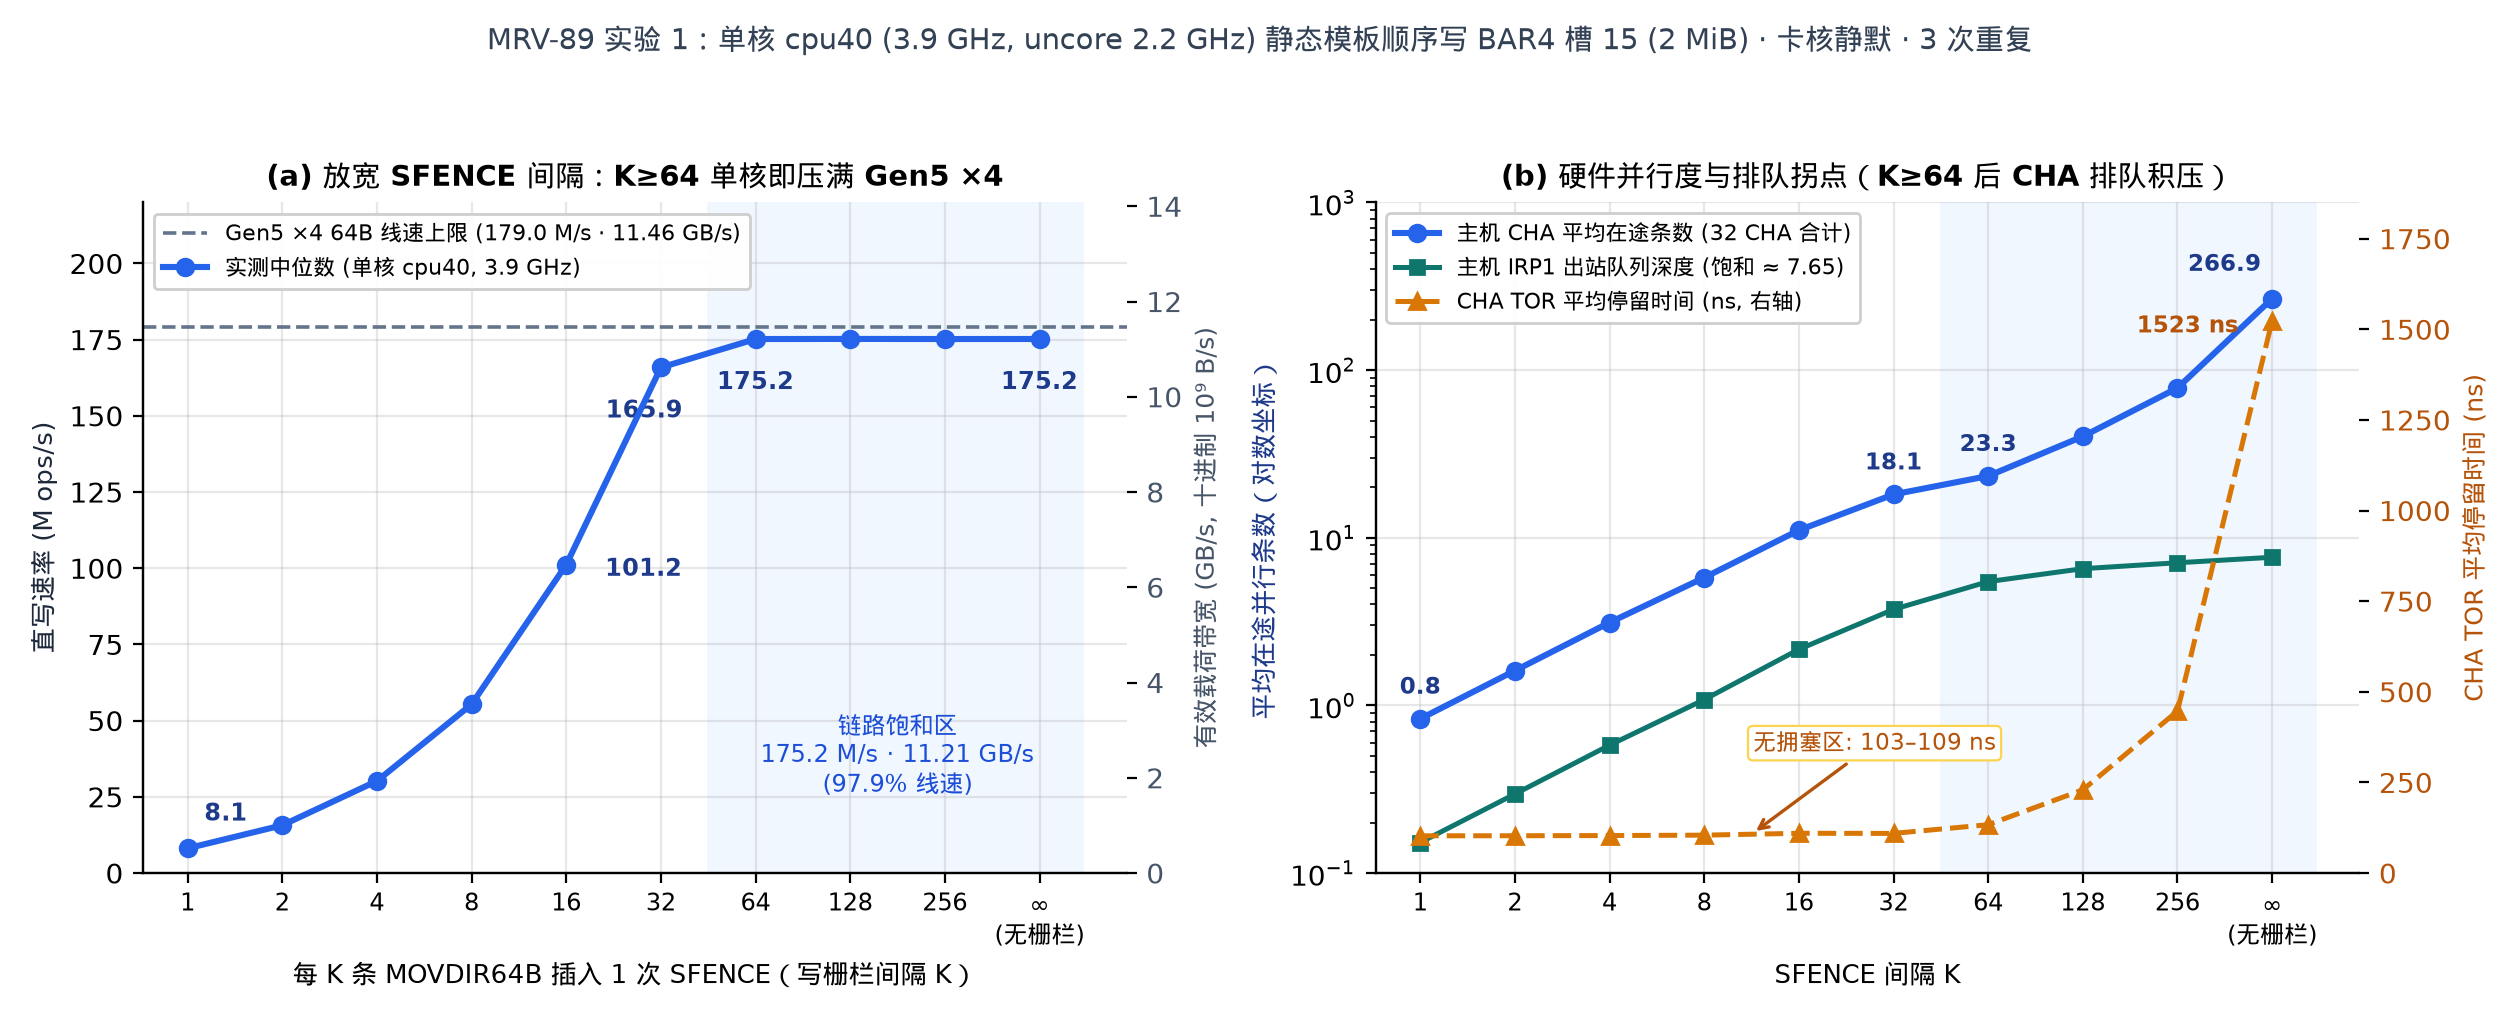 MRV-89 实验 1：单核 cpu40 (3.9 GHz, uncore 2.2 GHz) 静态模板顺序写 BAR4 槽 15 (2 MiB) · 卡核静默 · 3 次重复
(a) 放宽 SFENCE 间隔：K≥64 单核即压满 Gen5 ×4
Gen5 ×4 64B 线速上限 (179.0 M/s · 11.46 GB/s)
实测中位数 (单核 cpu40, 3.9 GHz)
直写速率 (M ops/s)
200
175
150
125
100
75
50
25
0
14
12
10
8
6
4
2
0
有效载荷带宽 (GB/s, 十进制 10⁹ B/s)
8.1
101.2
165.9
175.2
175.2
链路饱和区
175.2 M/s · 11.21 GB/s
(97.9% 线速)
1 2 4 8 16 32 64 128 256 ∞
(无栅栏)
每 K 条 MOVDIR64B 插入 1 次 SFENCE（写栅栏间隔 K）
(b) 硬件并行度与排队拐点（K≥64 后 CHA 排队积压）
主机 CHA 平均在途条数 (32 CHA 合计)
主机 IRP1 出站队列深度 (饱和 ≈ 7.65)
CHA TOR 平均停留时间 (ns, 右轴)
平均在途并行条数（对数坐标）
10³
10²
10¹
10⁰
10⁻¹
1750
1500
1250
1000
750
500
250
0
CHA TOR 平均停留时间 (ns)
0.8
18.1
23.3
266.9
1523 ns
无拥塞区: 103–109 ns
1 2 4 8 16 32 64 128 256 ∞
(无栅栏)
SFENCE 间隔 K